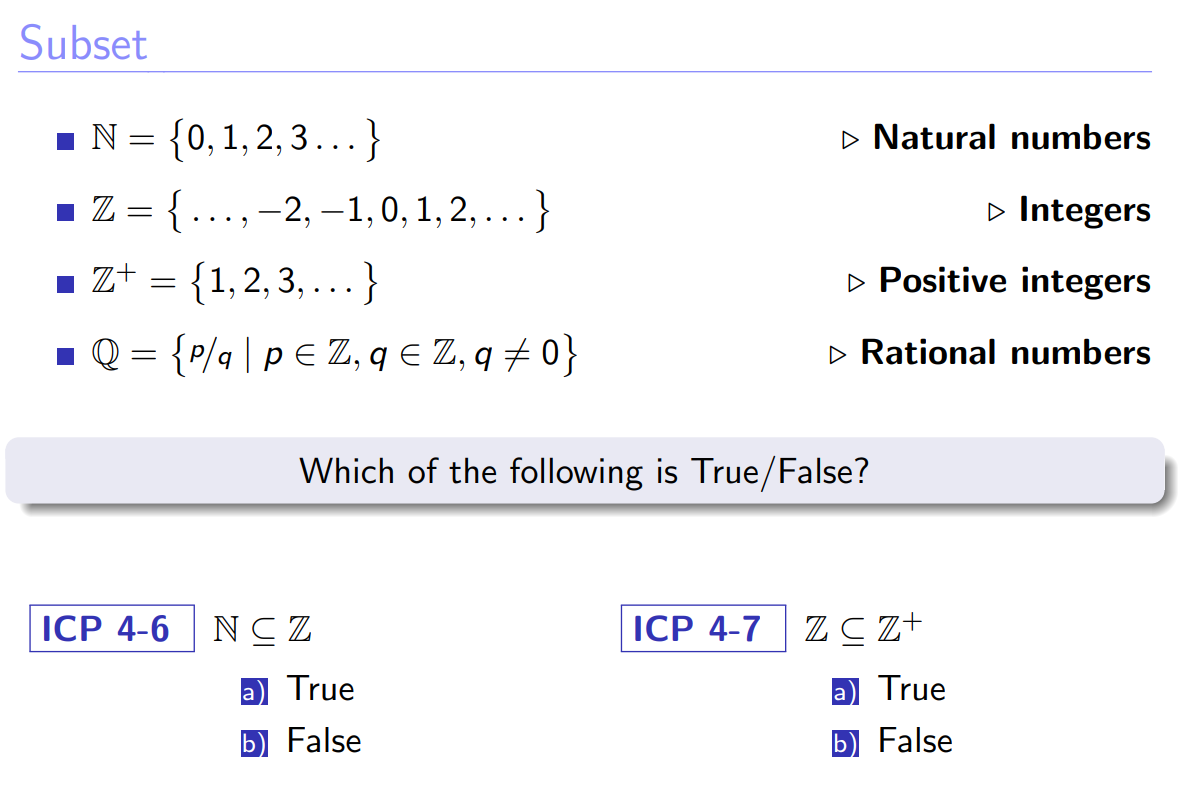 Subset
ℕ = {0, 1, 2, 3 . . . } ▷ Natural numbers
ℤ = { . . . , −2, −1, 0, 1, 2, . . . } ▷ Integers
ℤ⁺ = {1, 2, 3, . . . } ▷ Positive integers
ℚ = {p/q | p ∈ ℤ, q ∈ ℤ, q ≠ 0} ▷ Rational numbers
Which of the following is True/False?
ICP 4-6 ℕ ⊆ ℤ
a) True
b) False
ICP 4-7 ℤ ⊆ ℤ⁺
a) True
b) False